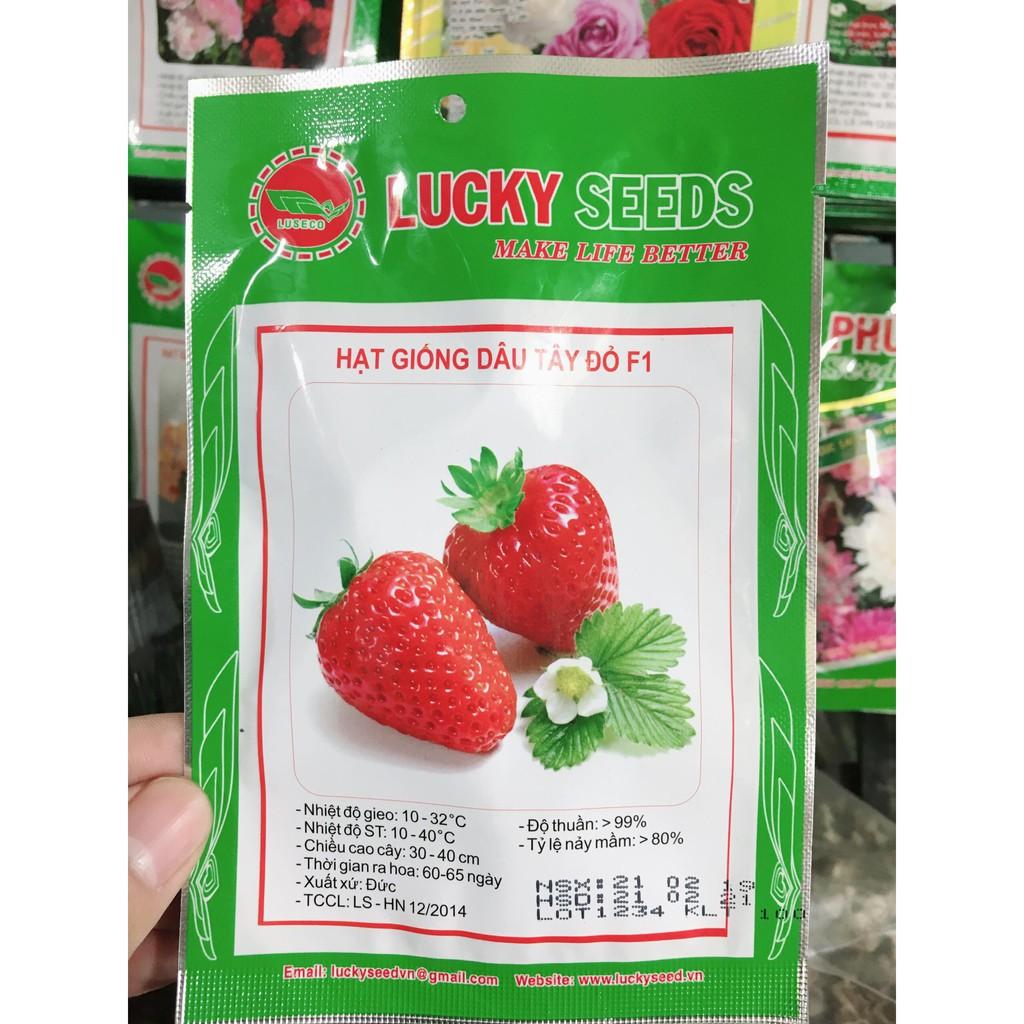 LUSECO
LUCKY SEEDS
MAKE LIFE BETTER
PHU
HẠT GIỐNG DÂU TÂY ĐỎ F1
- Nhiệt độ gieo: 10 - 32°C
- Nhiệt độ ST: 10 - 40°C
- Chiều cao cây: 30 - 40 cm
- Thời gian ra hoa: 60-65 ngày
- Xuất xứ: Đức
- TCCL: LS - HN 12/2014
- Độ thuần: > 99%
- Tỷ lệ nảy mầm: > 80%
NSX: 21 02 19
HSD: 21 02 21
LOT1234 KLT 100
Email: luckyseedvn@gmail.com Website: www.luckyseed.vn